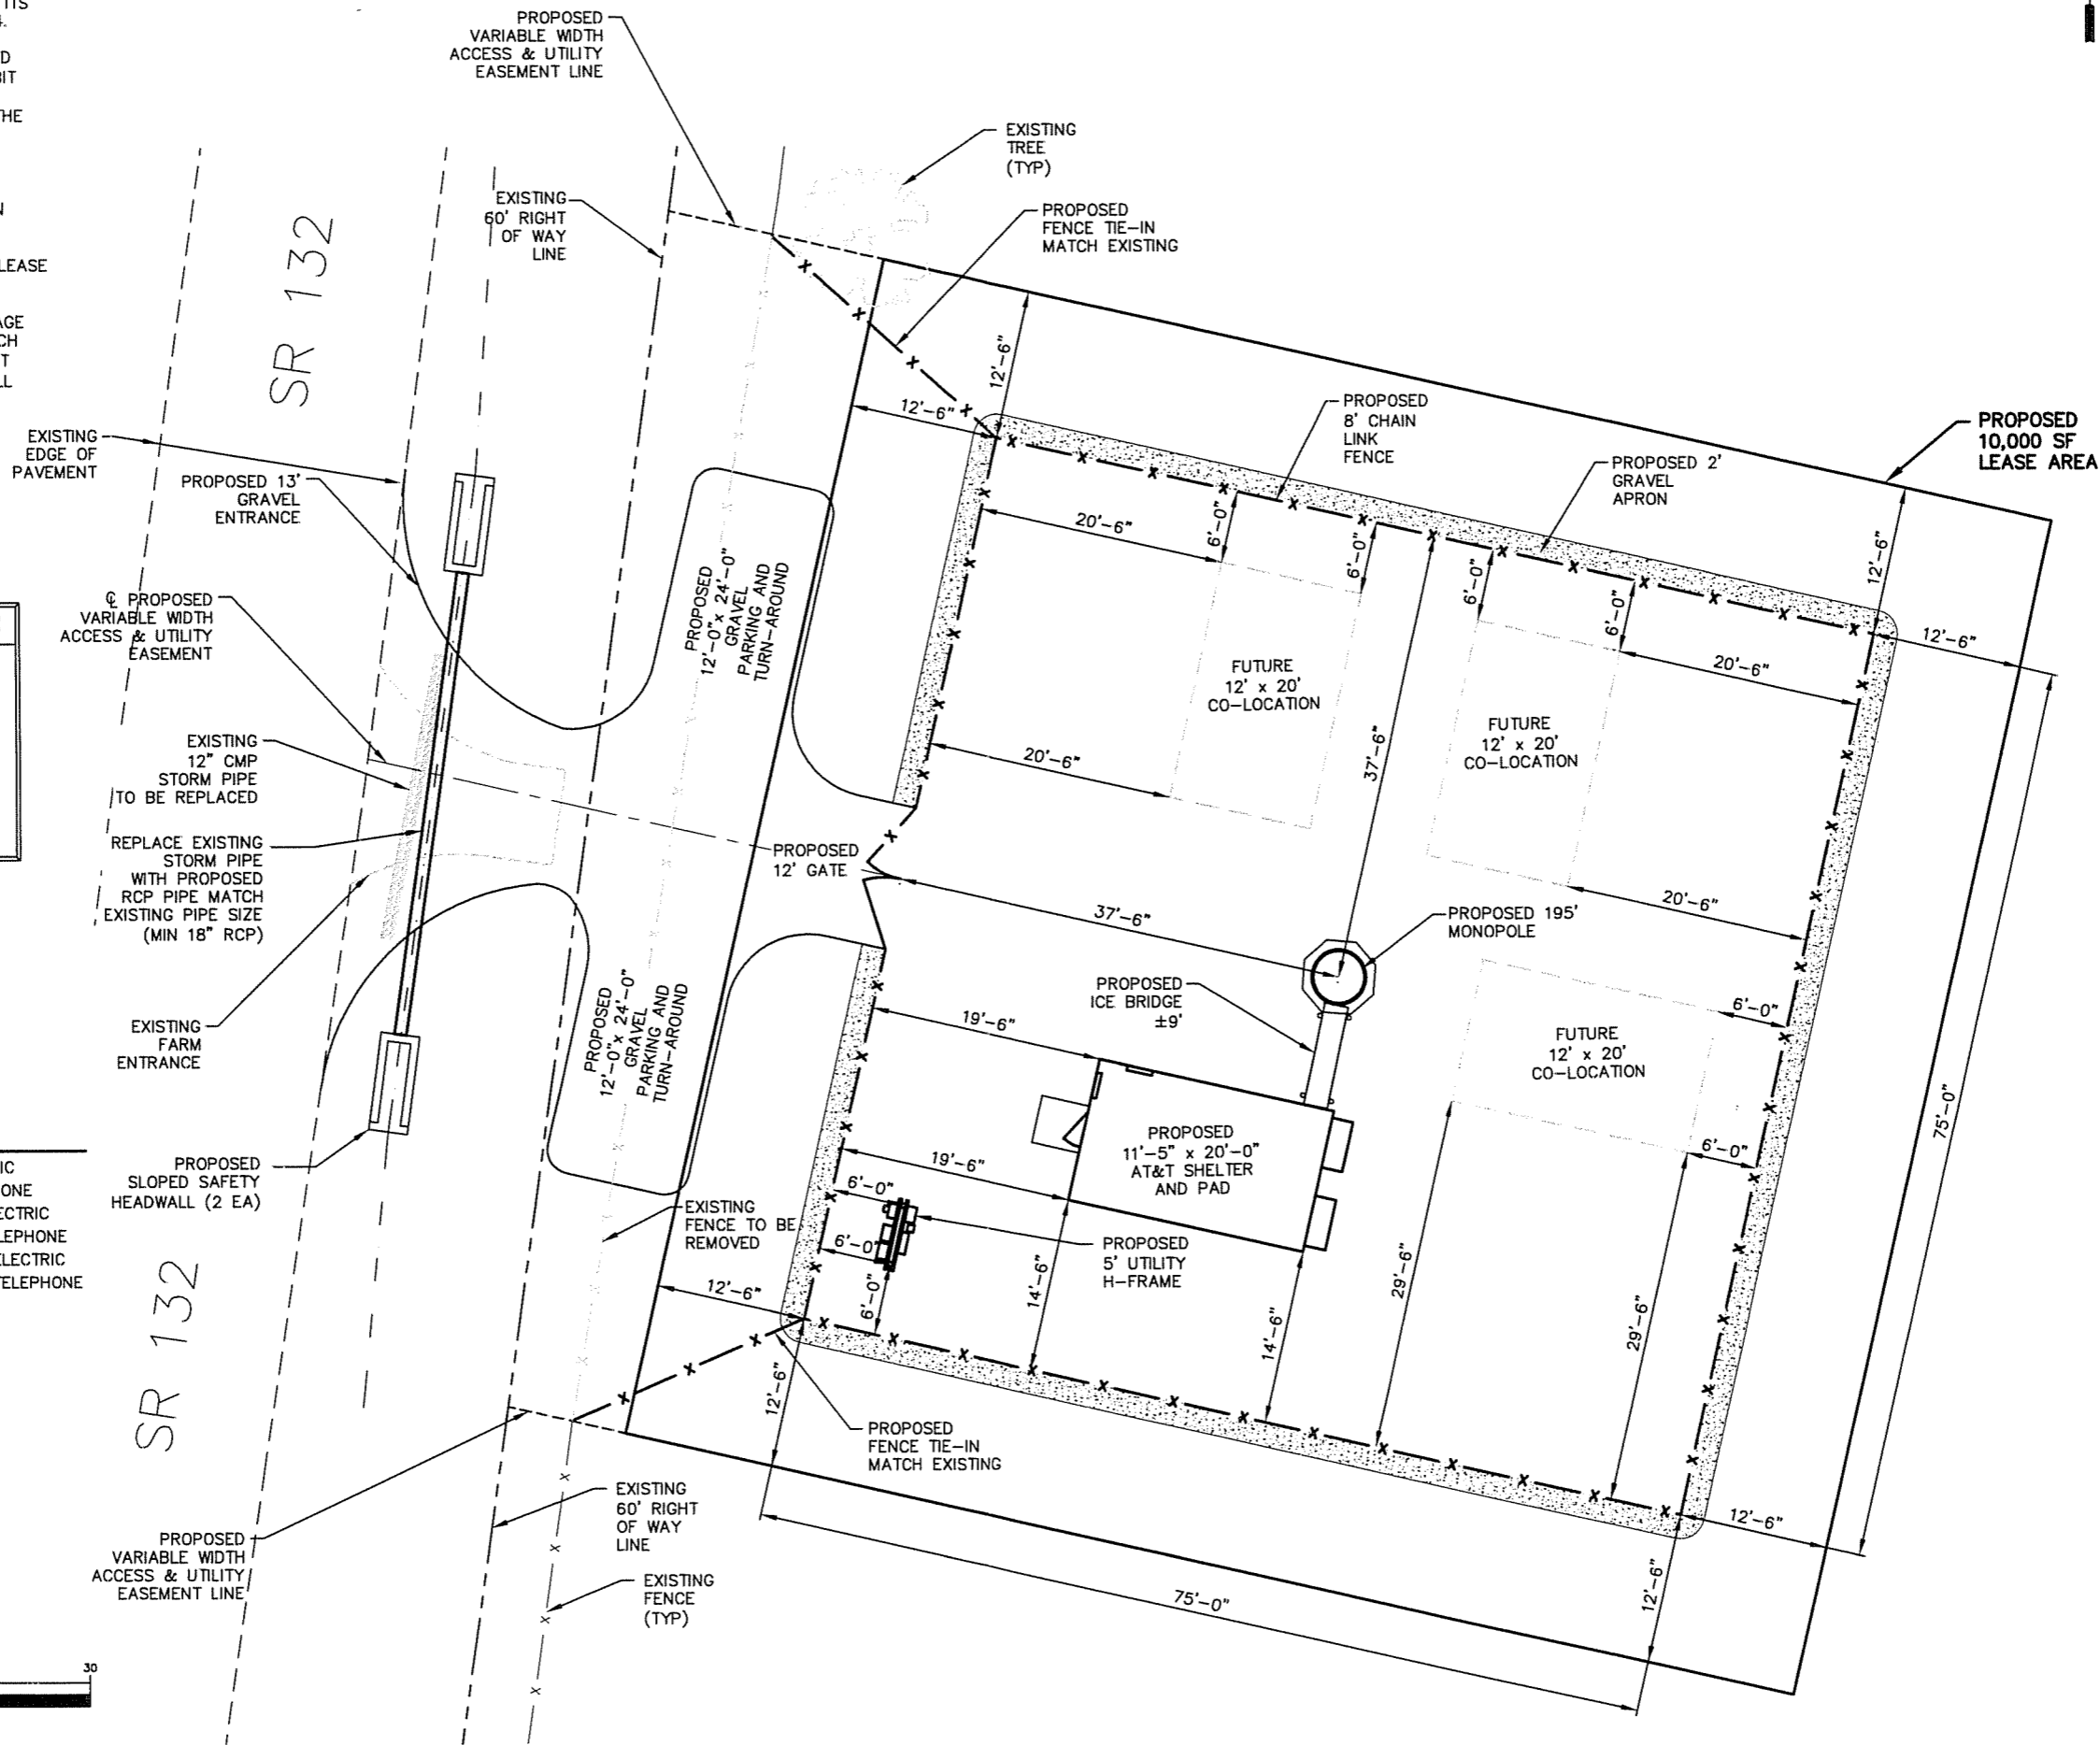 PROPOSED
VARIABLE WIDTH
ACCESS & UTILITY
EASEMENT LINE
EXISTING
TREE
(TYP)
EXISTING
60' RIGHT
OF WAY
LINE
PROPOSED
FENCE TIE-IN
MATCH EXISTING
THE
LEASE
SR 132
12'-6"
12'-6"
PROPOSED
8' CHAIN
LINK
FENCE
PROPOSED
10,000 SF
LEASE AREA
EXISTING
EDGE OF
PAVEMENT
PROPOSED 13'
GRAVEL
ENTRANCE
PROPOSED 2'
GRAVEL
APRON
20'-6"
6'-0"
6'-0"
6'-0"
6'-0"
12'-6"
12'-6"
20'-6"
PROPOSED
12'-0"x 24'-0"
GRAVEL
PARKING AND
TURN-AROUND
℄ PROPOSED
VARIABLE WIDTH
ACCESS & UTILITY
EASEMENT
FUTURE
12' x 20'
CO-LOCATION
FUTURE
12' x 20'
CO-LOCATION
37'-6"
20'-6"
EXISTING
12" CMP
STORM PIPE
TO BE REPLACED
REPLACE EXISTING
STORM PIPE
WITH PROPOSED
RCP PIPE MATCH
EXISTING PIPE SIZE
(MIN 18" RCP)
PROPOSED
12' GATE
37'-6"
20'-6"
PROPOSED 195'
MONOPOLE
PROPOSED
ICE BRIDGE
±9'
EXISTING
FARM
ENTRANCE
PROPOSED
12'-0"x 24'-0"
GRAVEL
PARKING AND
TURN-AROUND
19'-6"
6'-0"
FUTURE
12' x 20'
CO-LOCATION
6'-0"
75'-0"
PROPOSED
11'-5" x 20'-0"
AT&T SHELTER
AND PAD
19'-6"
PROPOSED
SLOPED SAFETY
HEADWALL (2 EA)
6'-0"
6'-0"
6'-0"
EXISTING
FENCE TO BE
REMOVED
PROPOSED
5' UTILITY
H-FRAME
14'-6"
14'-6"
29'-6"
29'-6"
ELECTRIC
TELEPHONE
SR 132
12'-6"
12'-6"
PROPOSED
FENCE TIE-IN
MATCH EXISTING
EXISTING
60' RIGHT
OF WAY
LINE
PROPOSED
VARIABLE WIDTH
ACCESS & UTILITY
EASEMENT LINE
EXISTING
FENCE
(TYP)
12'-6"
12'-6"
75'-0"
30